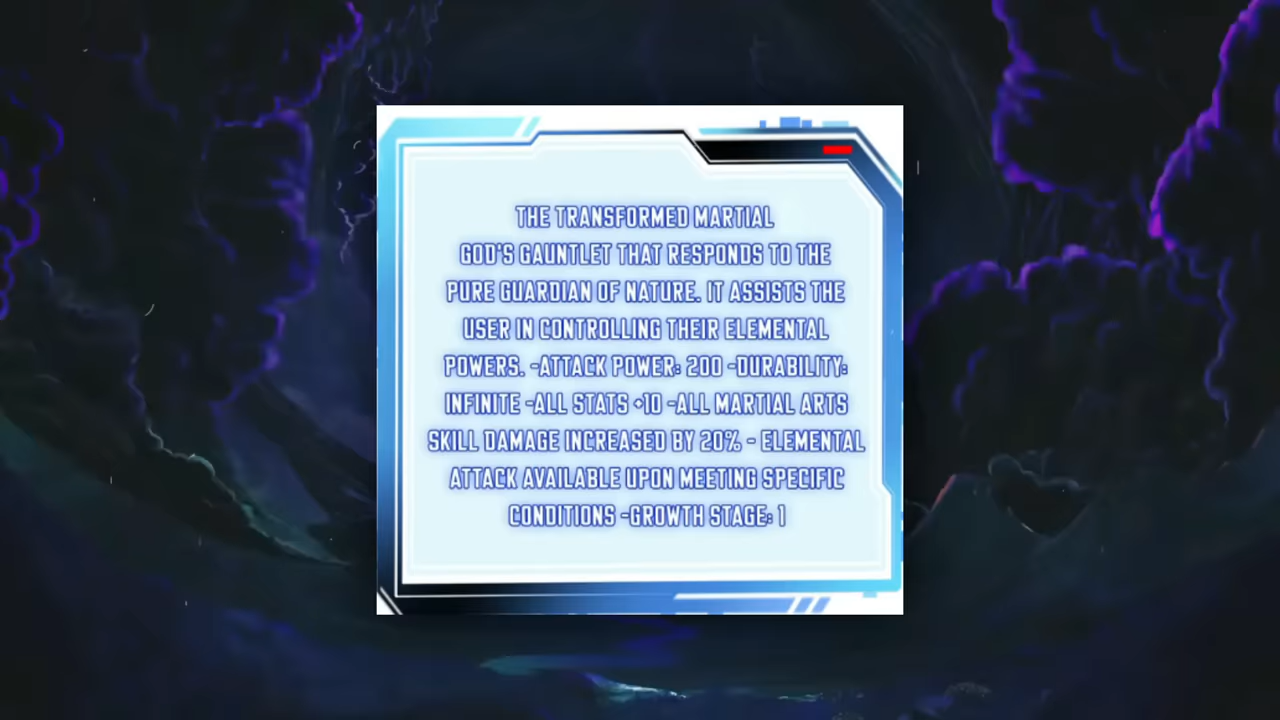 THE TRANSFORMED MARTIAL
GOD'S GAUNTLET THAT RESPONDS TO THE
PURE GUARDIAN OF NATURE. IT ASSISTS THE
USER IN CONTROLLING THEIR ELEMENTAL
POWERS. -ATTACK POWER: 200 -DURABILITY:
INFINITE -ALL STATS +10 -ALL MARTIAL ARTS
SKILL DAMAGE INCREASED BY 20% - ELEMENTAL
ATTACK AVAILABLE UPON MEETING SPECIFIC
CONDITIONS -GROWTH STAGE: 1